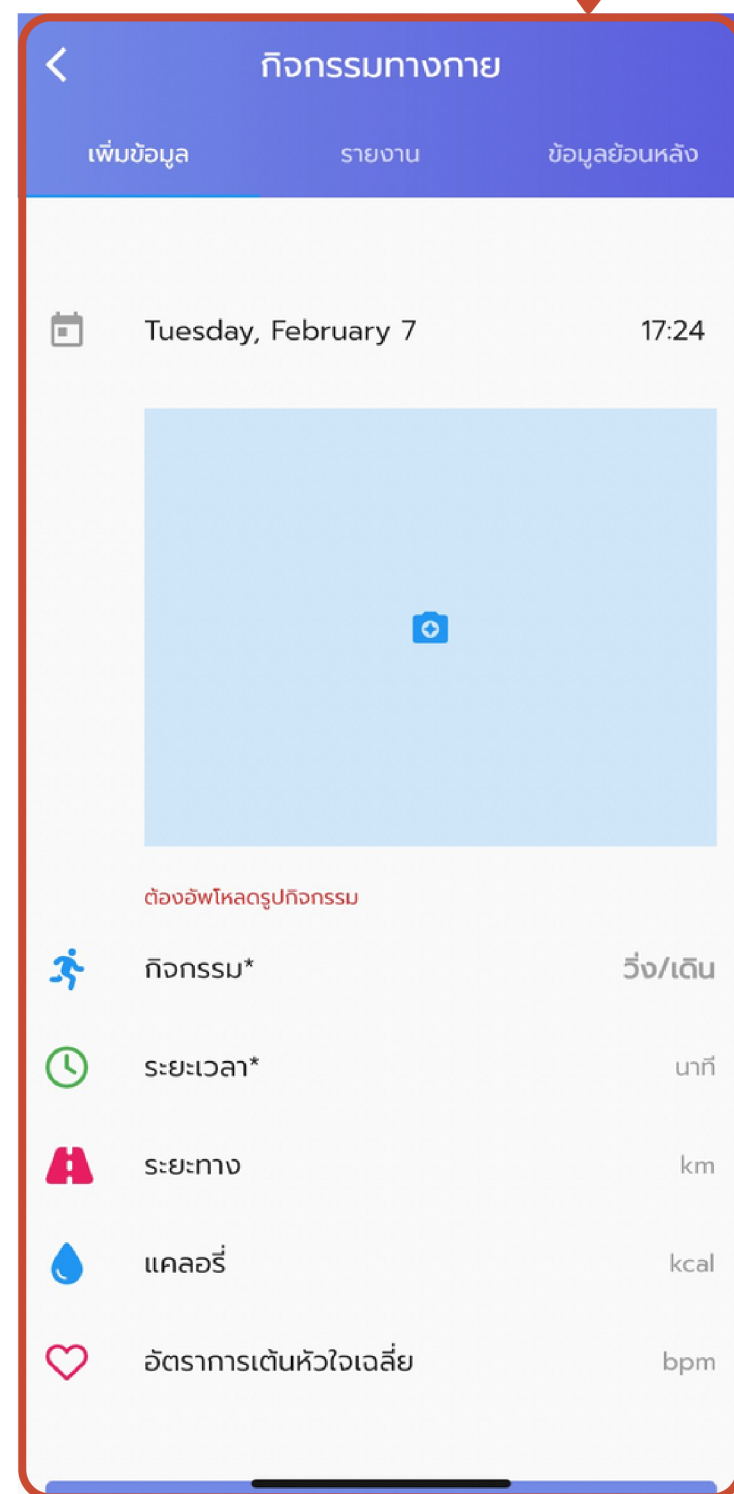 กิจกรรมทางกาย
เพิ่มข้อมูล รายงาน ข้อมูลย้อนหลัง
Tuesday, February 7 17:24
ต้องอัพโหลดรูปกิจกรรม
กิจกรรม* วิ่ง/เดิน
ระยะเวลา* นาที
ระยะทาง km
แคลอรี่ kcal
อัตราการเต้นหัวใจเฉลี่ย bpm